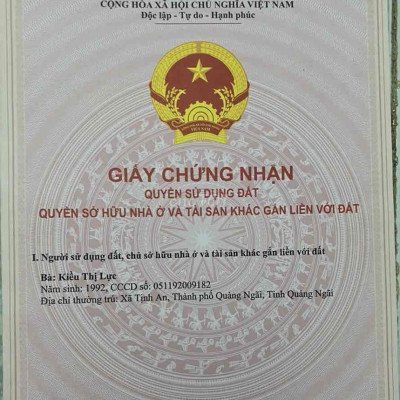 CỘNG HÒA XÃ HỘI CHỦ NGHĨA VIỆT NAM
Độc lập - Tự do - Hạnh phúc
VIỆT NAM
GIẤY CHỨNG NHẬN
QUYỀN SỬ DỤNG ĐẤT
QUYỀN SỞ HỮU NHÀ Ở VÀ TÀI SẢN KHÁC GẮN LIỀN VỚI ĐẤT
I. Người sử dụng đất, chủ sở hữu nhà ở và tài sản khác gắn liền với đất
Bà: Kiều Thị Lực
Năm sinh: 1992, CCCD số: 051192009182
Địa chỉ thường trú: Xã Tịnh An, Thành phố Quảng Ngãi, Tỉnh Quảng Ngãi